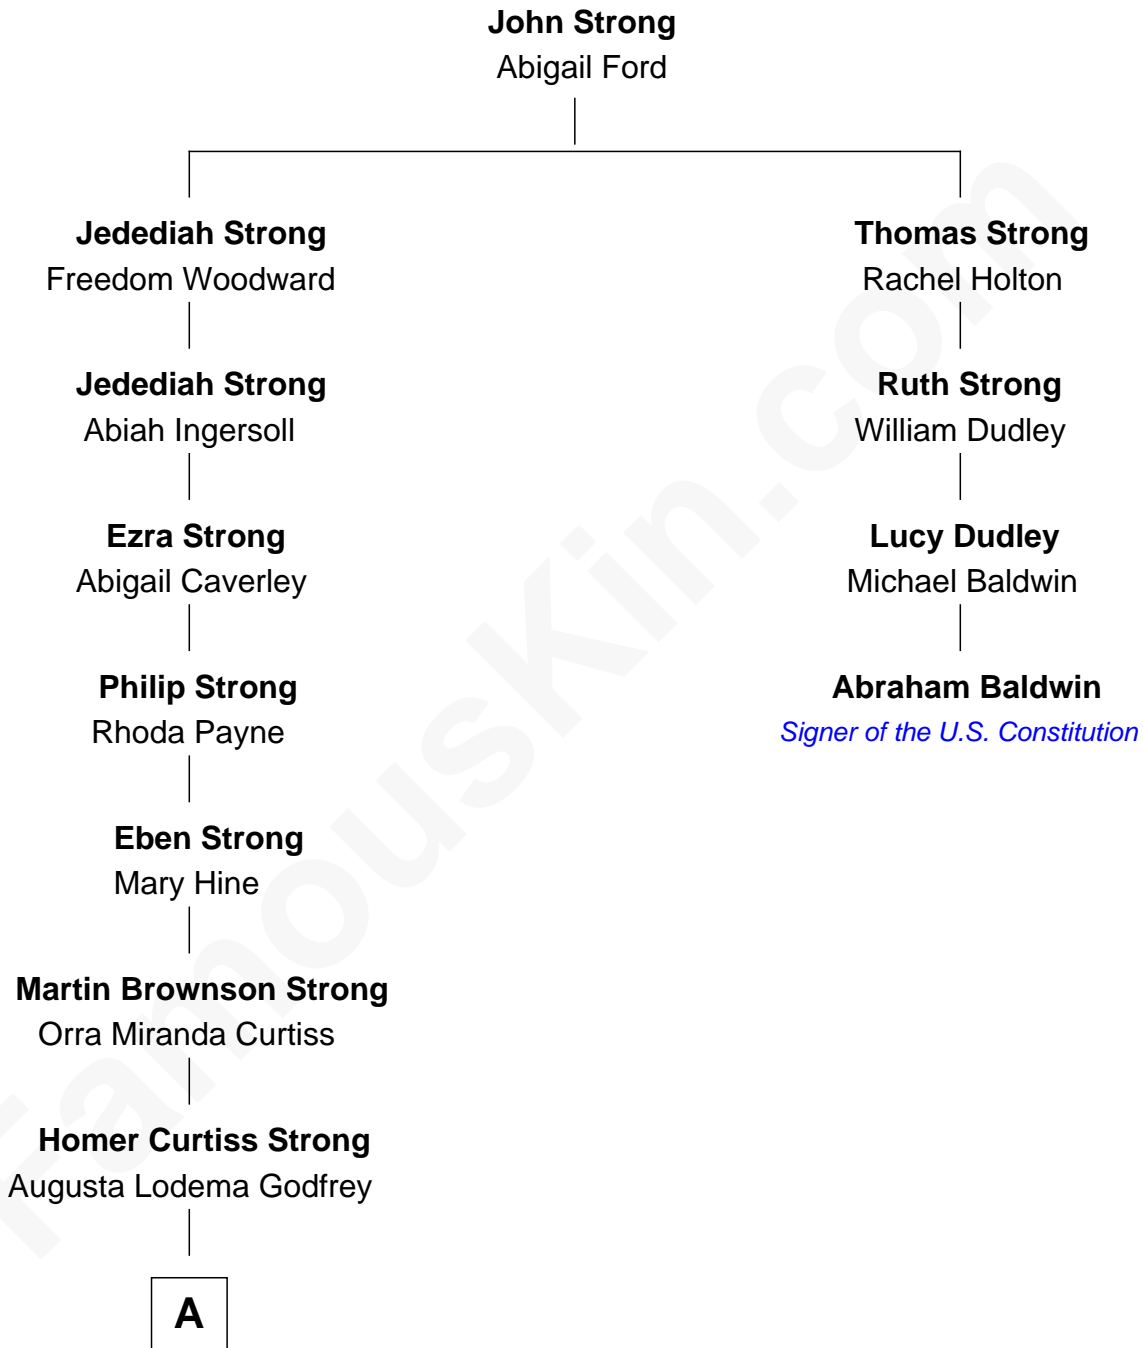 John Strong
Abigail Ford
Jedediah Strong
Freedom Woodward
Thomas Strong
Rachel Holton
Jedediah Strong
Abiah Ingersoll
Ruth Strong
William Dudley
Ezra Strong
Abigail Caverley
Lucy Dudley
Michael Baldwin
Philip Strong
Rhoda Payne
Abraham Baldwin
Signer of the U.S. Constitution
Eben Strong
Mary Hine
Martin Brownson Strong
Orra Miranda Curtiss
Homer Curtiss Strong
Augusta Lodema Godfrey
A
FamousKin.com